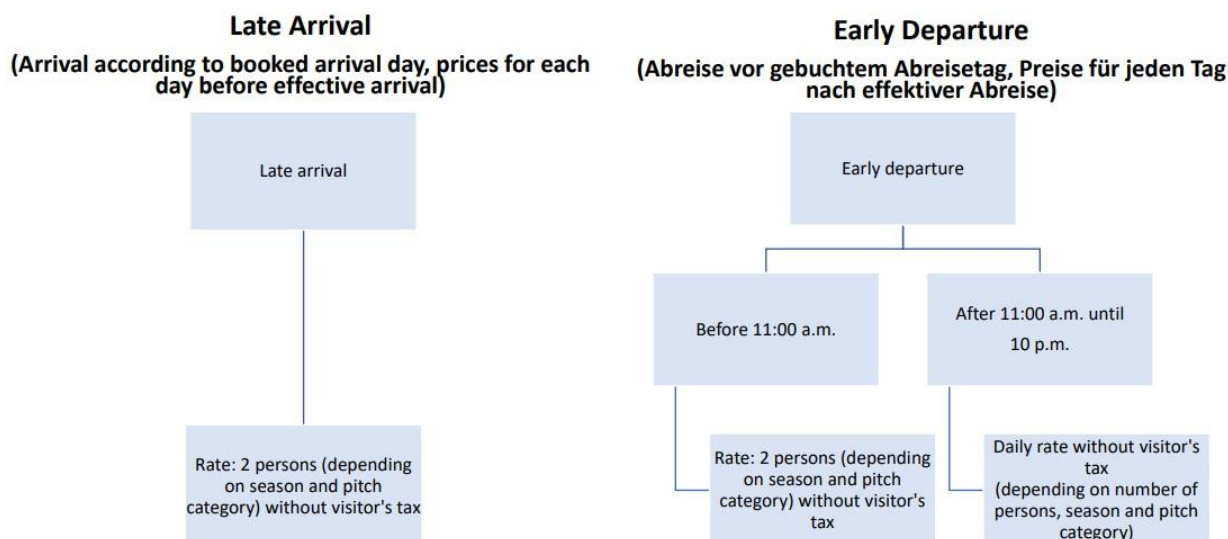 Late Arrival
(Arrival according to booked arrival day, prices for each
day before effective arrival)
Late arrival
Rate: 2 persons (depending
on season and pitch
category) without visitor's tax
Early Departure
(Abreise vor gebuchtem Abreisetag, Preise für jeden Tag
nach effektiver Abreise)
Early departure
Before 11:00 a.m.
After 11:00 a.m. until
10 p.m.
Rate: 2 persons (depending
on season and pitch
category) without visitor's
tax
Daily rate without visitor's
tax
(depending on number of
persons, season and pitch
category)